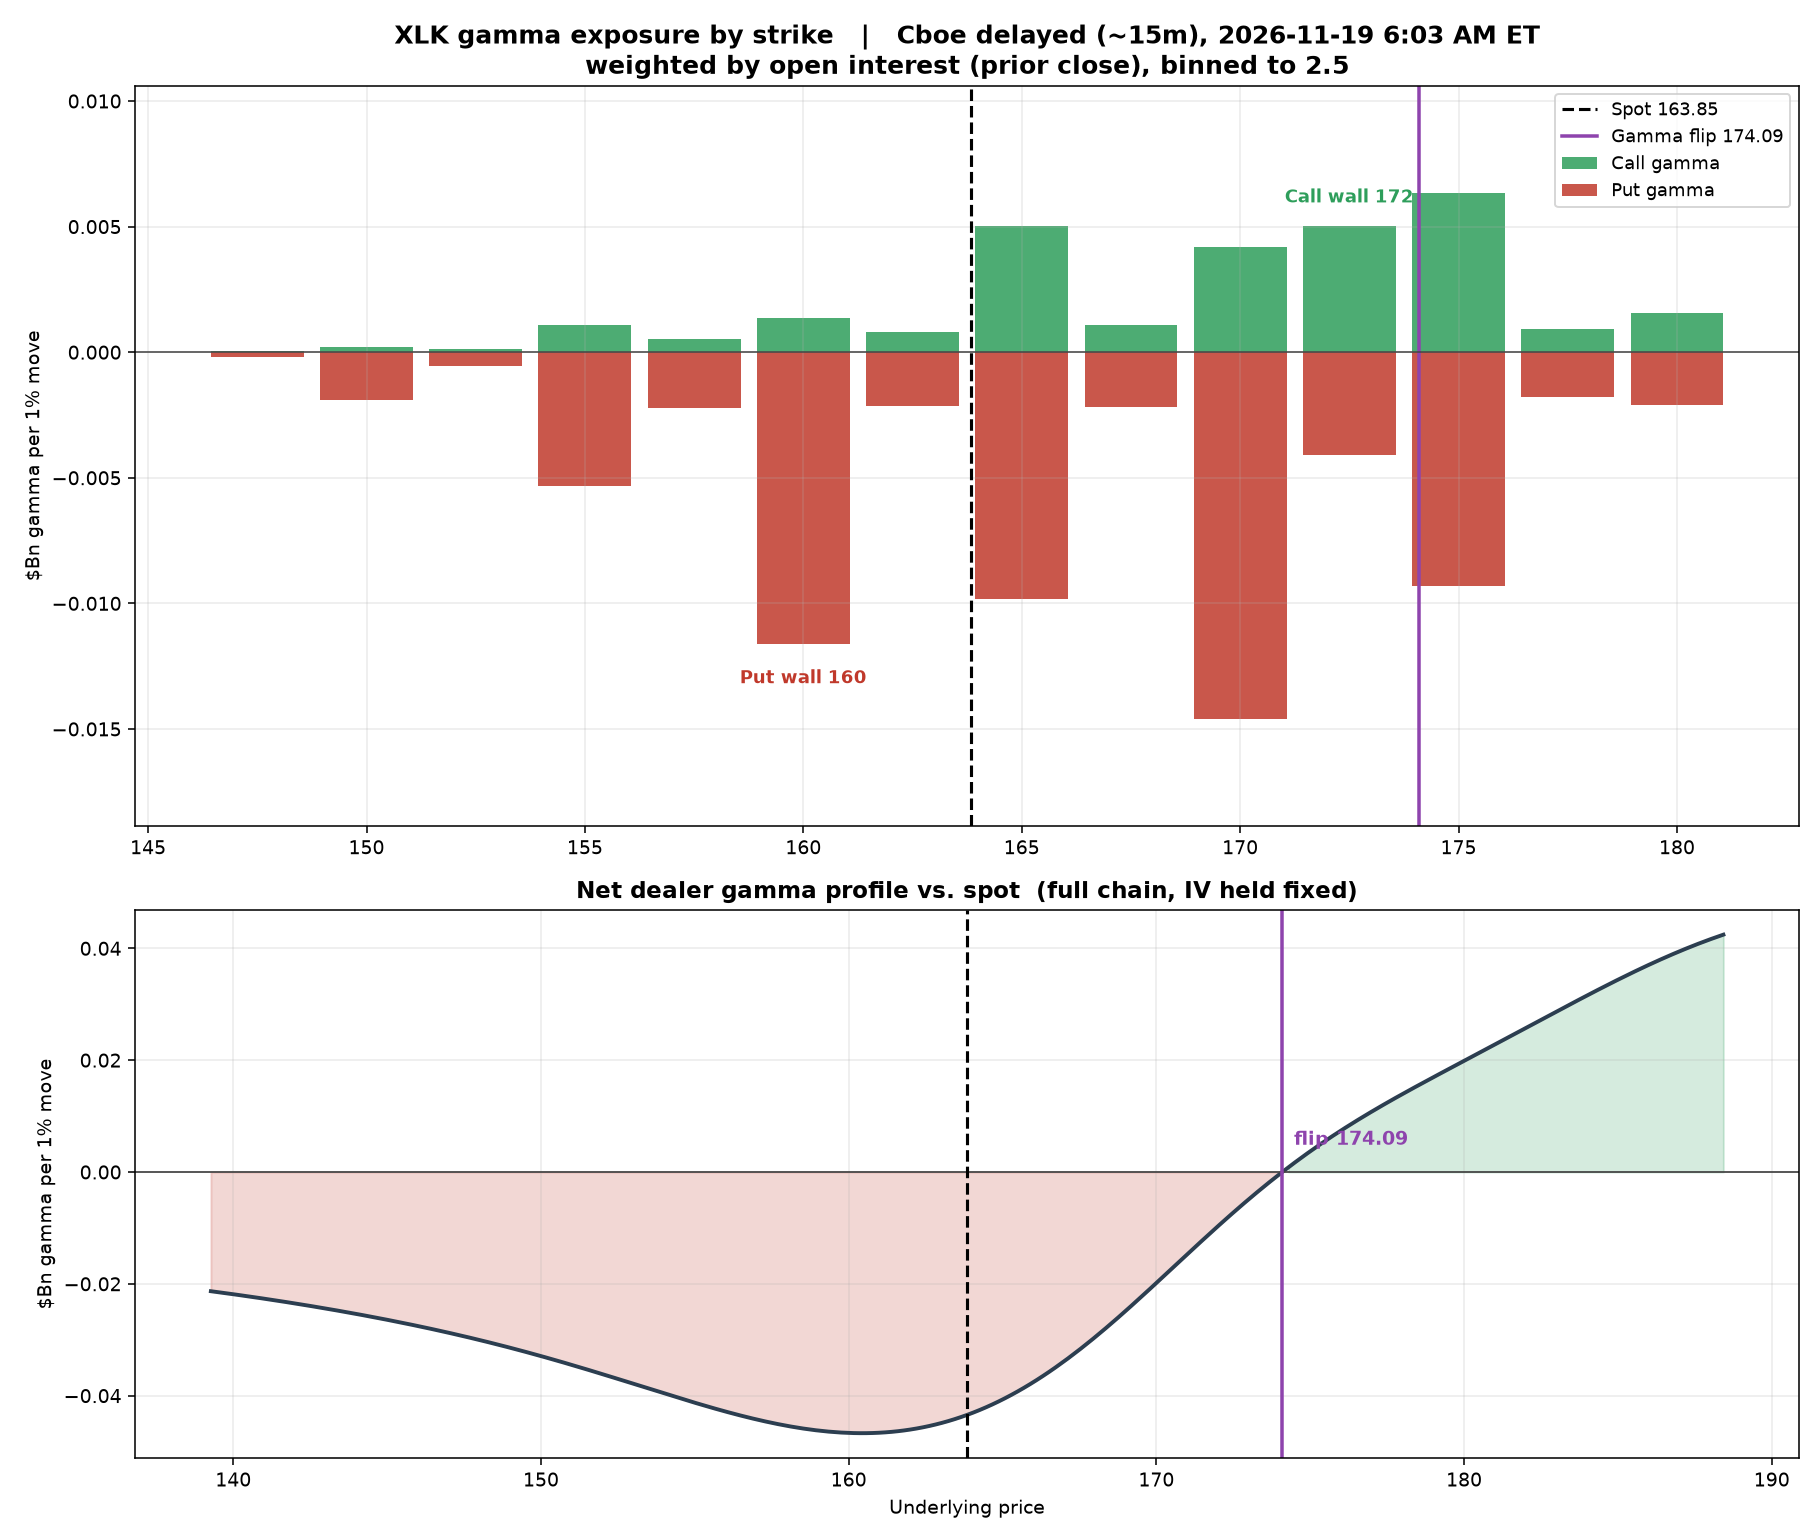 XLK gamma exposure by strike | Cboe delayed (~15m), 2026-11-19 6:03 AM ET
weighted by open interest (prior close), binned to 2.5
$Bn gamma per 1% move
0.010
0.005
0.000
−0.005
−0.010
−0.015
Spot 163.85
Gamma flip 174.09
Call gamma
Put gamma
Call wall 172
Put wall 160
145 150 155 160 165 170 175 180
Net dealer gamma profile vs. spot (full chain, IV held fixed)
$Bn gamma per 1% move
0.04
0.02
0.00
−0.02
−0.04
flip 174.09
140 150 160 170 180 190
Underlying price